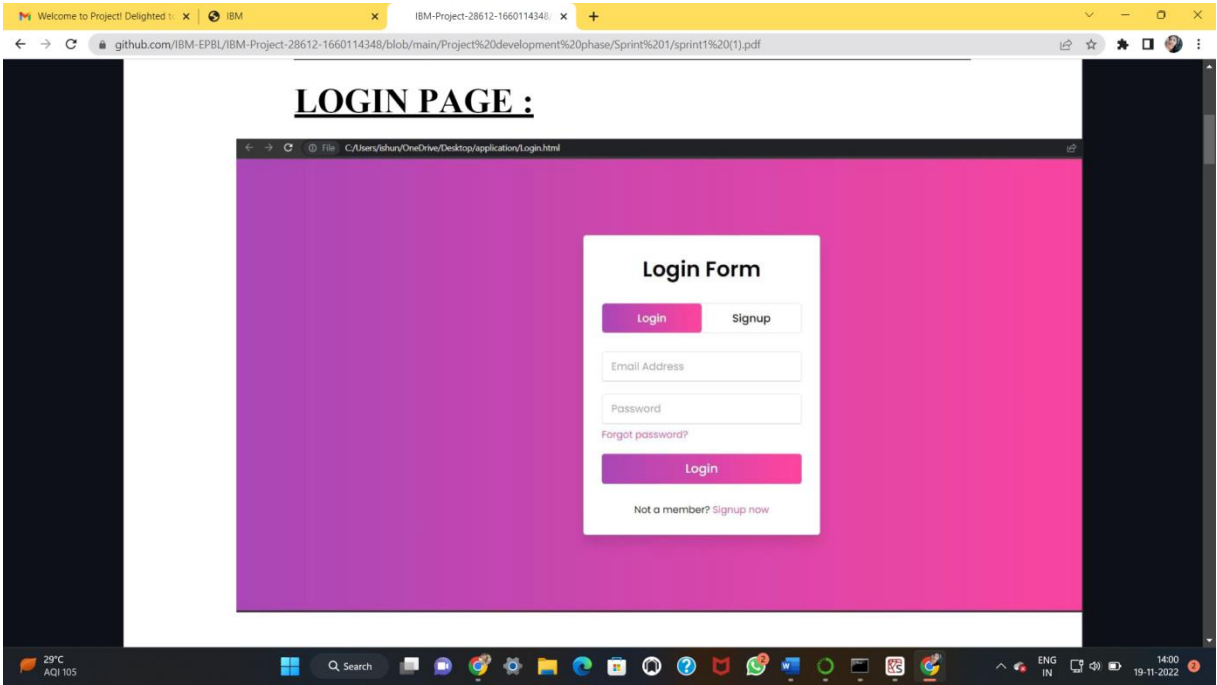 Welcome to Project! Delighted to
IBM
IBM-Project-28612-1660114348/
github.com/IBM-EPBL/IBM-Project-28612-1660114348/blob/main/Project%20development%20phase/Sprint%201/sprint1%20(1).pdf
LOGIN PAGE :
File C:/Users/ishun/OneDrive/Desktop/application/Login.html
Login Form
Login Signup
Email Address
Password
Forgot password?
Login
Not a member? Signup now
29°C
AQI 105
Search
ENG
IN
14:00
19-11-2022
2